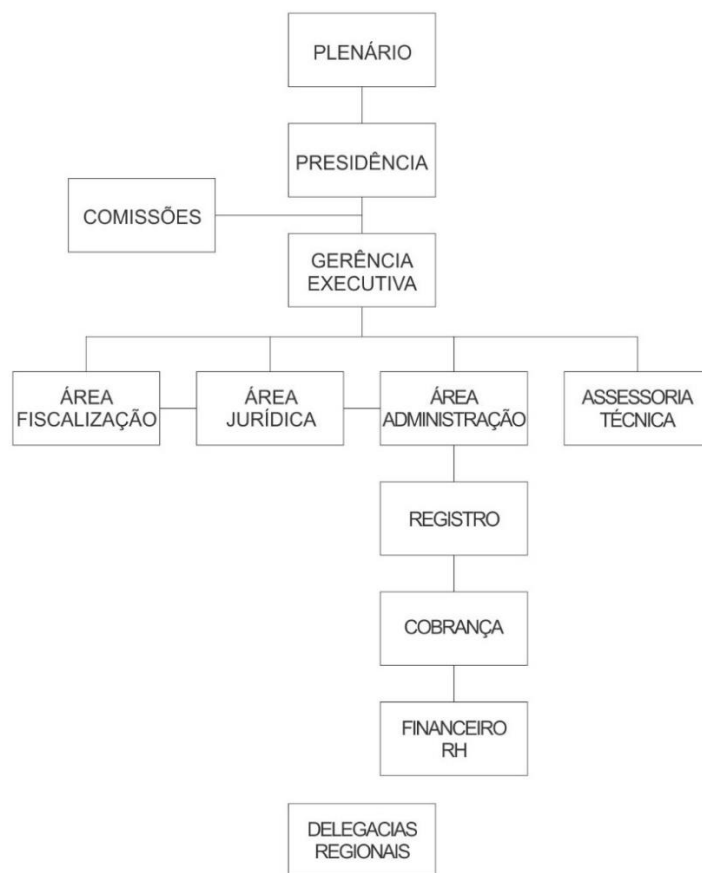 PLENÁRIO
PRESIDÊNCIA
COMISSÕES
GERÊNCIA
EXECUTIVA
ÁREA
FISCALIZAÇÃO
ÁREA
JURÍDICA
ÁREA
ADMINISTRAÇÃO
ASSESSORIA
TÉCNICA
REGISTRO
COBRANÇA
FINANCEIRO
RH
DELEGACIAS
REGIONAIS